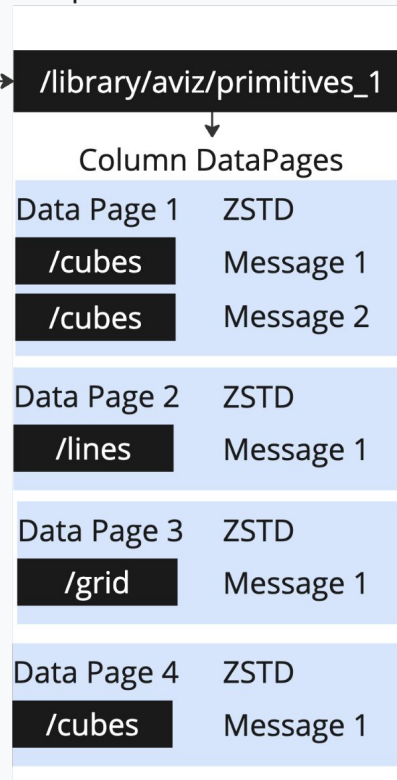 /library/aviz/primitives_1
Column DataPages
Data Page 1 ZSTD
/cubes Message 1
/cubes Message 2
Data Page 2 ZSTD
/lines Message 1
Data Page 3 ZSTD
/grid Message 1
Data Page 4 ZSTD
/cubes Message 1